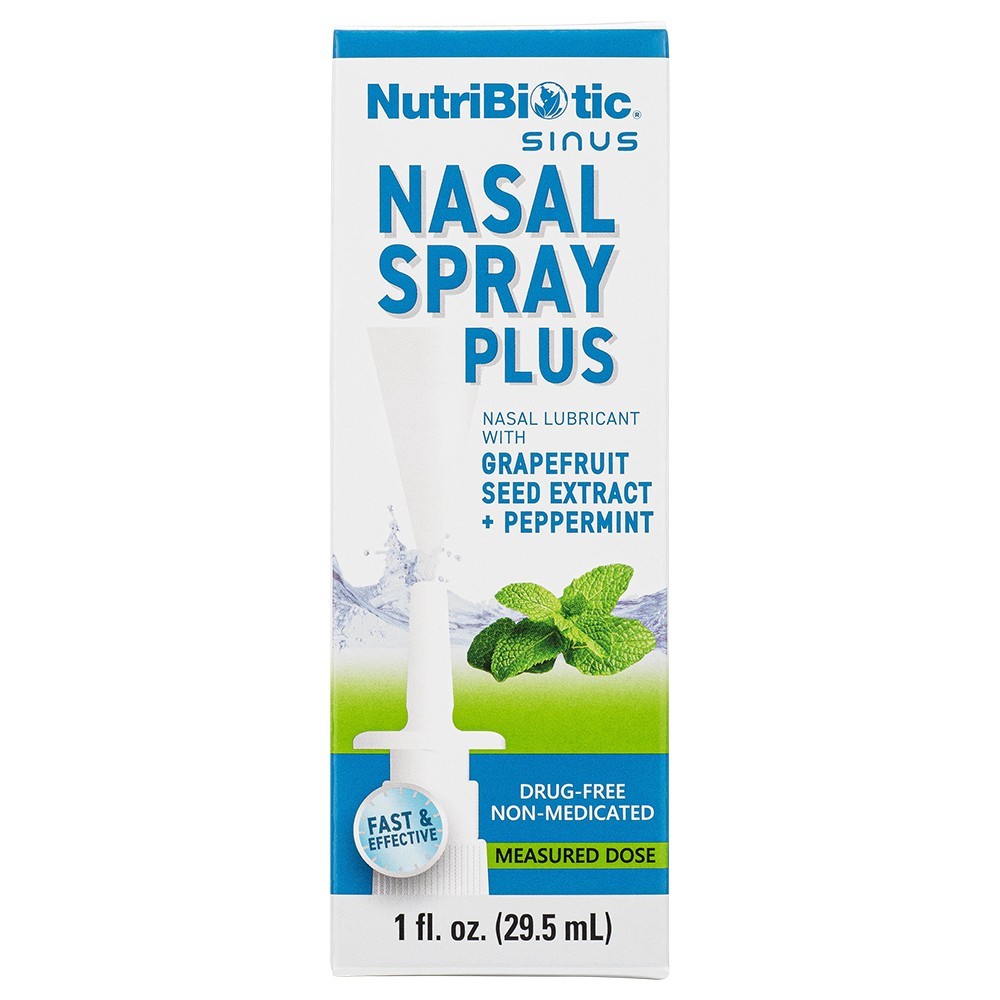 NutriBiotic®
SINUS
NASAL
SPRAY
PLUS
NASAL LUBRICANT
WITH
GRAPEFRUIT
SEED EXTRACT
+ PEPPERMINT
FAST &
EFFECTIVE
DRUG-FREE
NON-MEDICATED
MEASURED DOSE
1 fl. oz. (29.5 mL)